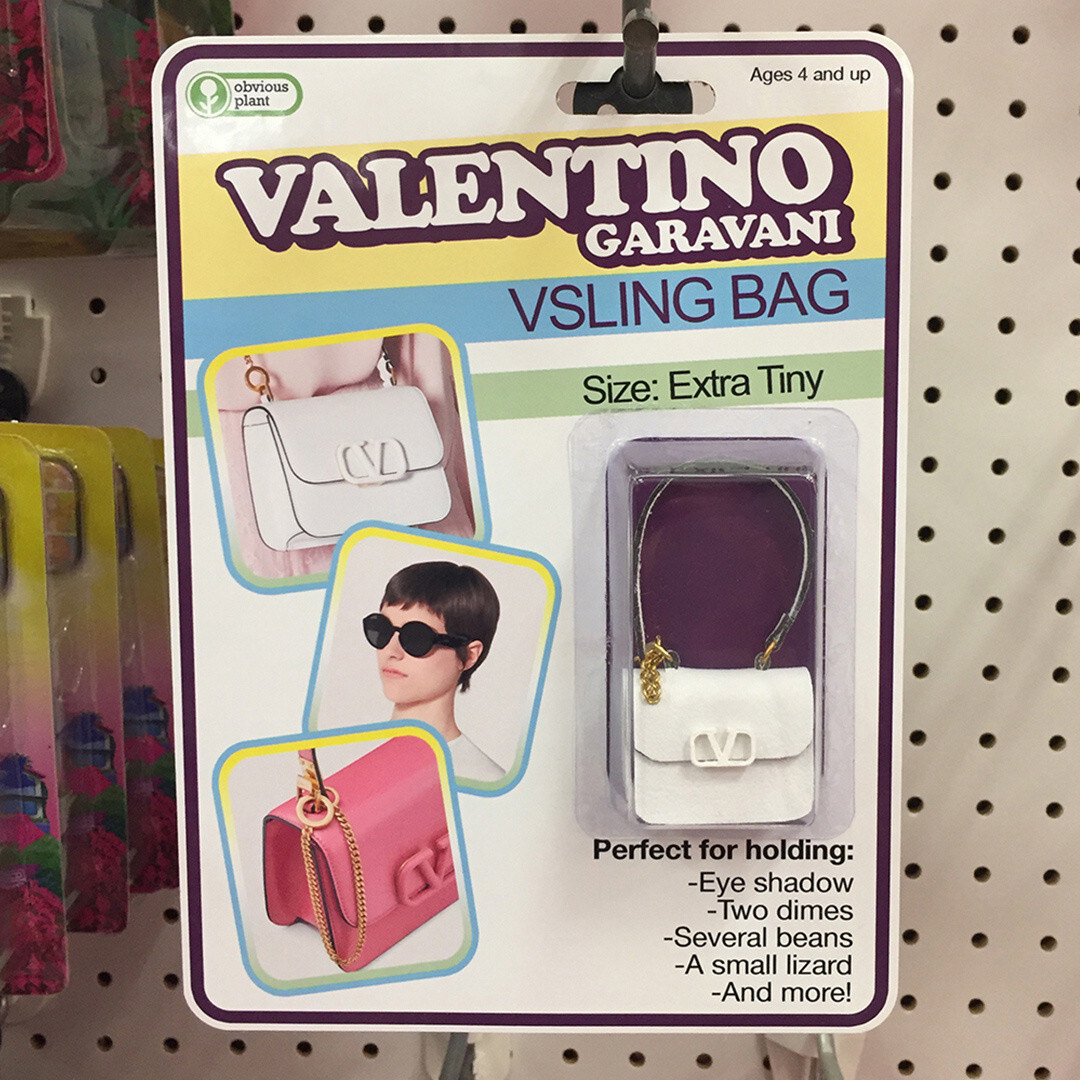 obvious
plant
Ages 4 and up
VALENTINO
GARAVANI
VSLING BAG
Size: Extra Tiny
Perfect for holding:
-Eye shadow
-Two dimes
-Several beans
-A small lizard
-And more!